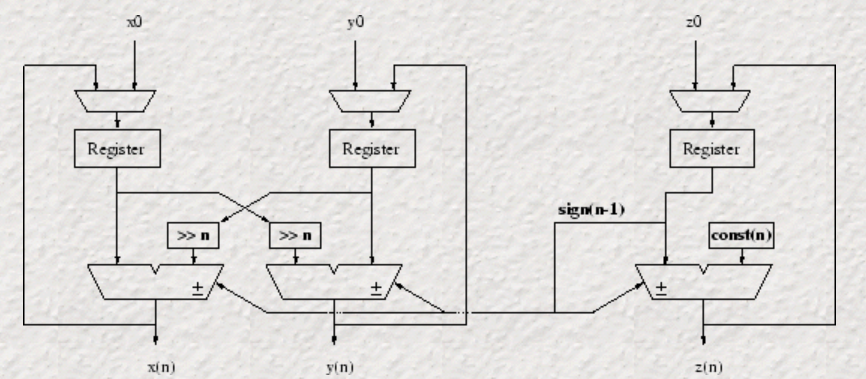 x0 y0 z0
Register Register Register
sign(n-1)
>> n >> n const(n)
± ± ±
x(n) y(n) z(n)